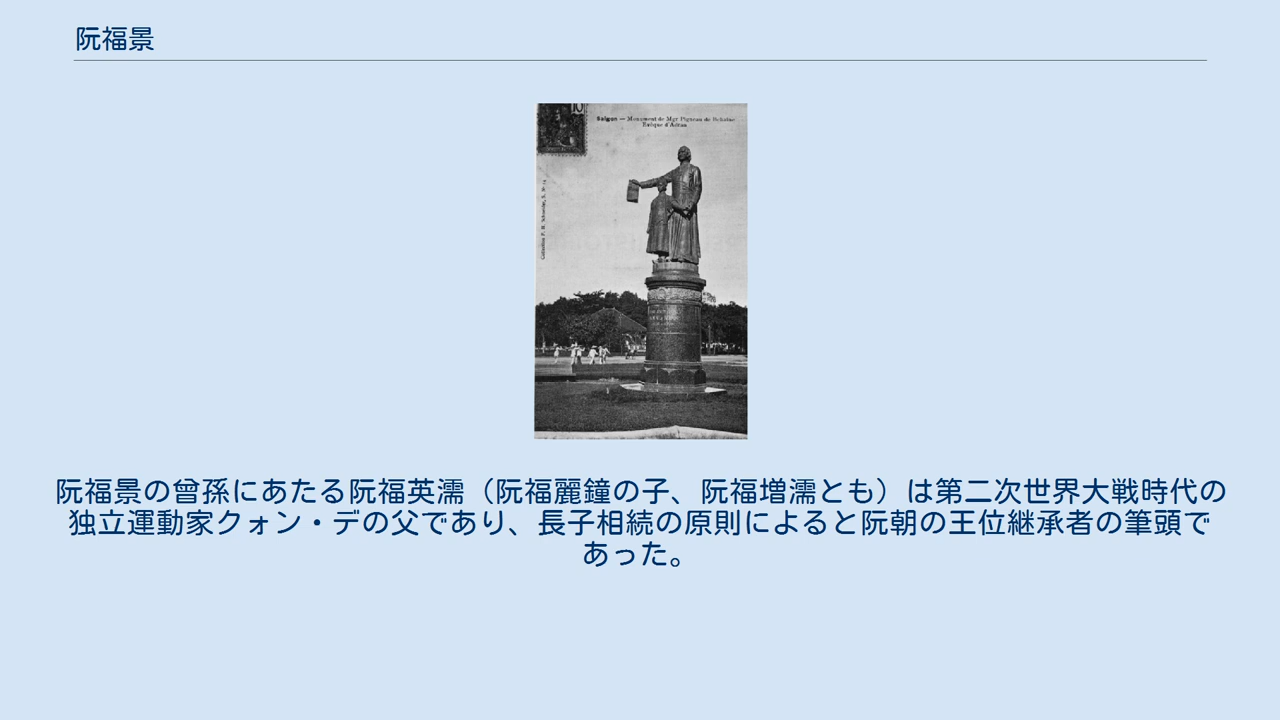 阮福景
10
Saigon — Monument de Mgr Pigneau de Behaine
Evêque d'Adran
阮福景の曾孫にあたる阮福英濡（阮福麗鐘の子、阮福増濡とも）は第二次世界大戦時代の
独立運動家クォン・デの父であり、長子相続の原則によると阮朝の王位継承者の筆頭で
あった。